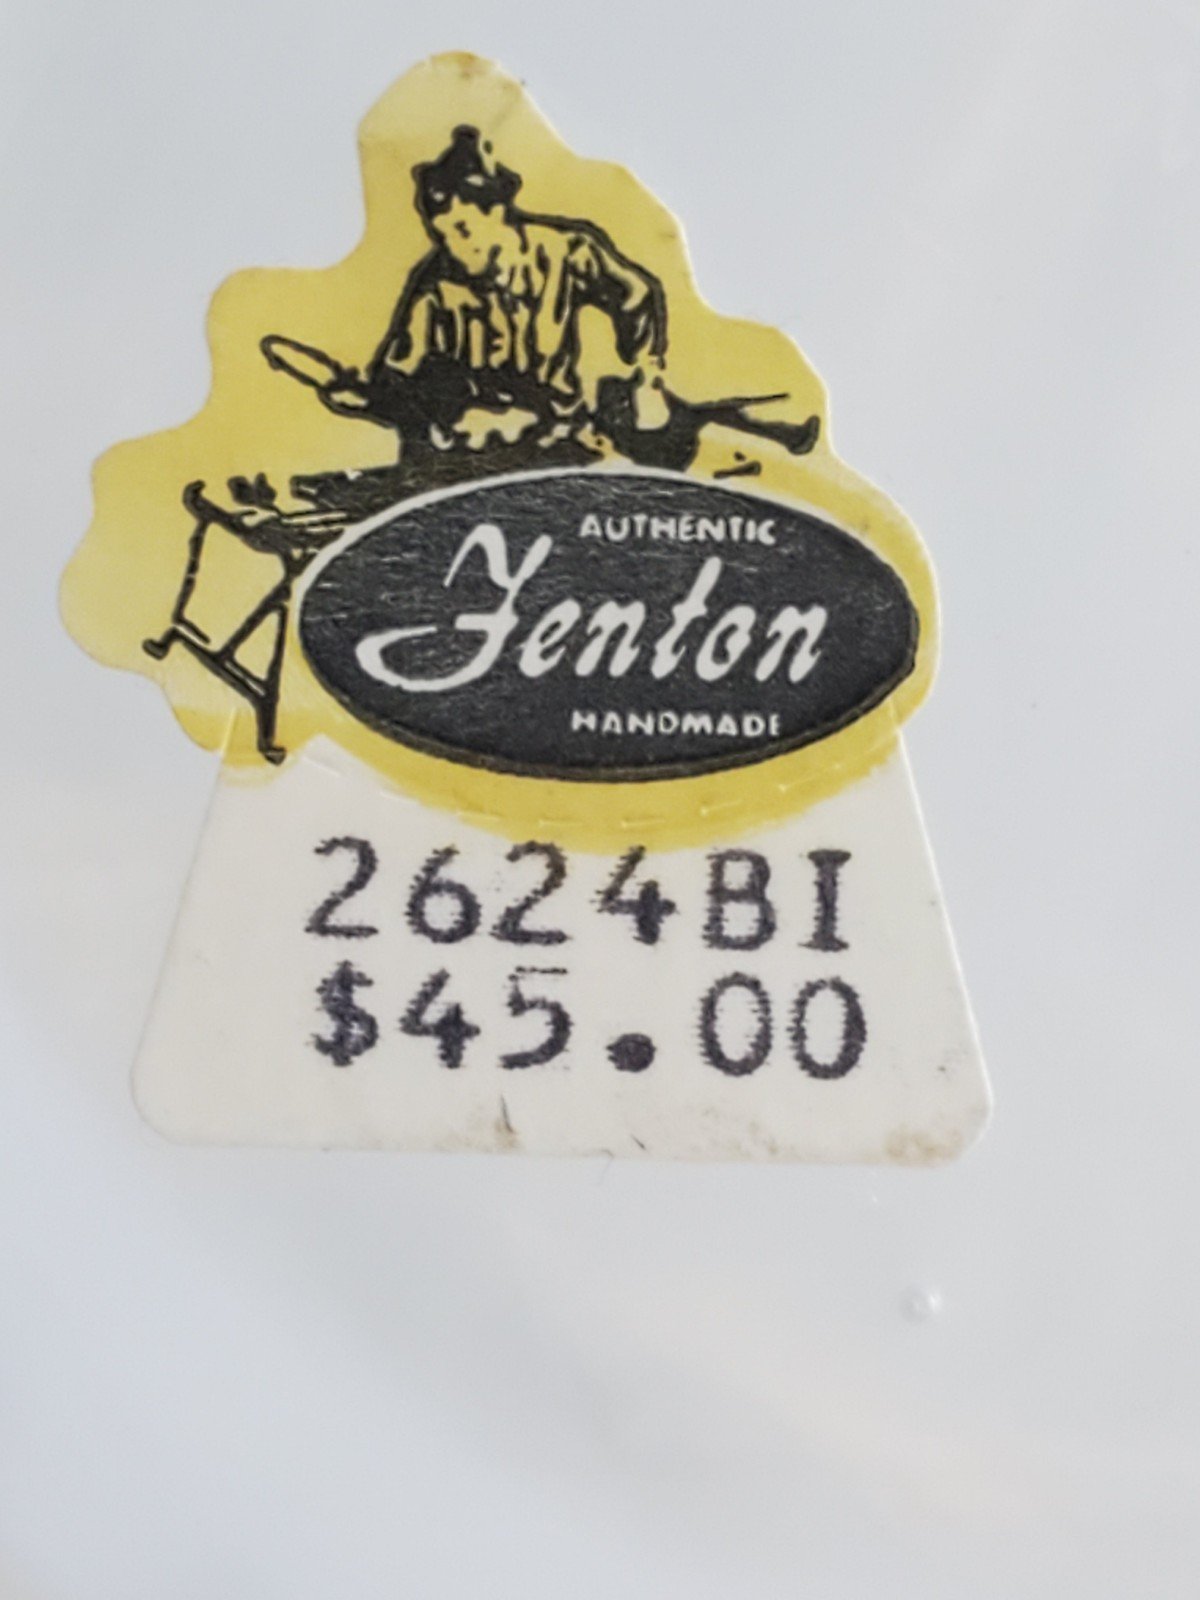 AUTHENTIC
Fenton
HANDMADE
2624BI
$45.00